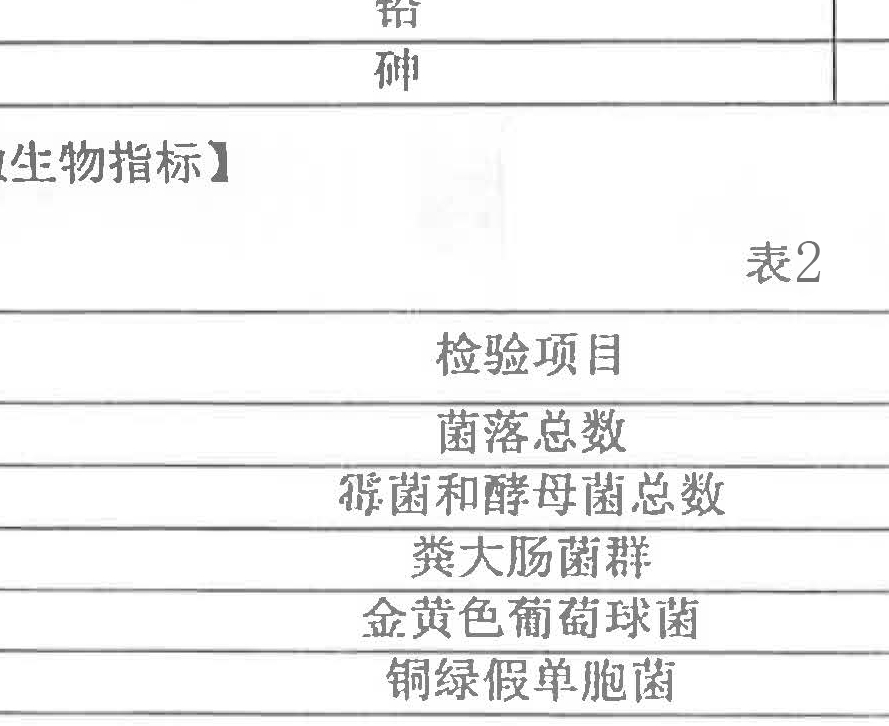 铅
砷
生物指标】
表2
检验项目
菌落总数
霉菌和酵母菌总数
粪大肠菌群
金黄色葡萄球菌
铜绿假单胞菌